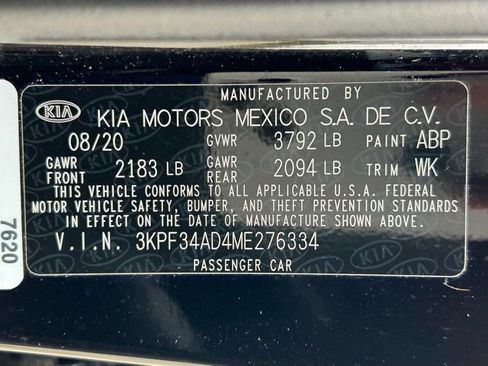 MANUFACTURED BY
KIA KIA MOTORS MEXICO S.A. DE C.V.
08/20 GVWR 3792 LB PAINT ABP
GAWR FRONT 2183 LB GAWR REAR 2094 LB TRIM WK
THIS VEHICLE CONFORMS TO ALL APPLICABLE U.S.A. FEDERAL
MOTOR VEHICLE SAFETY, BUMPER, AND THEFT PREVENTION STANDARDS
IN EFFECT ON THE DATE OF MANUFACTURE SHOWN ABOVE.
V.I.N. 3KPF34AD4ME276334
PASSENGER CAR
7620